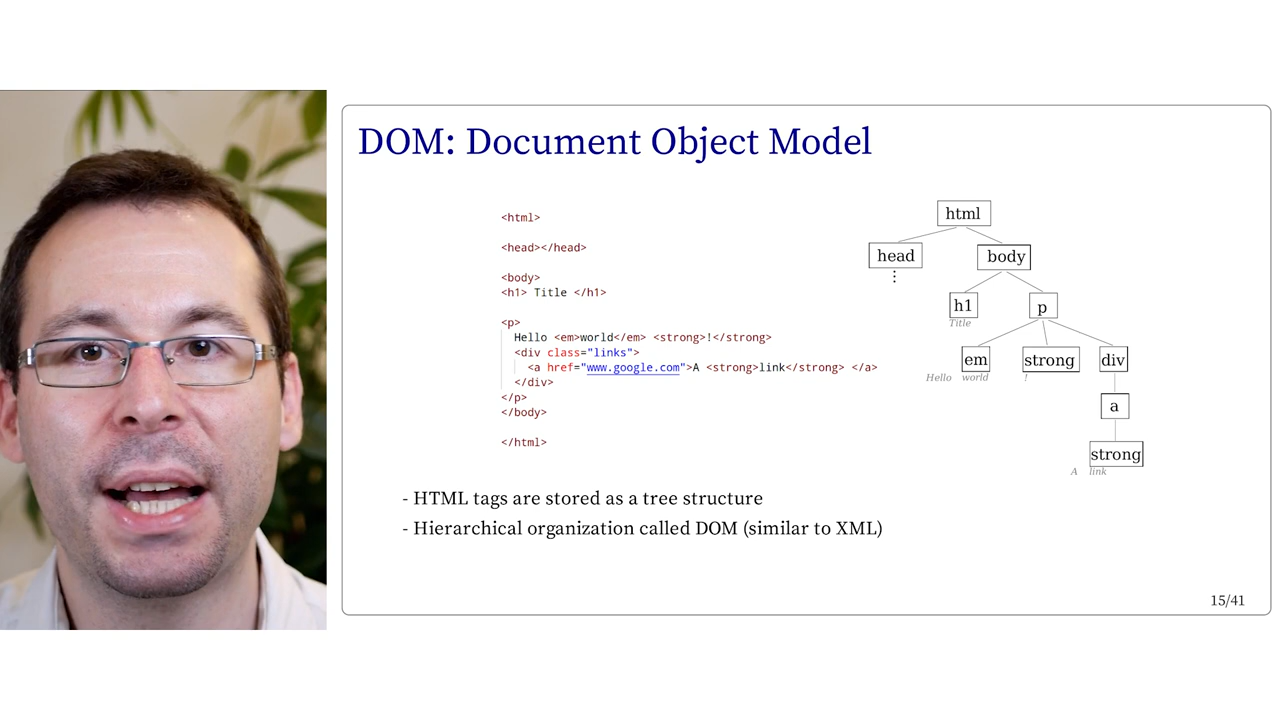 DOM: Document Object Model
<html>
<head></head>
<body>
<h1> Title </h1>
<p>
Hello <em>world</em> <strong>!</strong>
<div class="links">
<a href="www.google.com">A <strong>link</strong> </a>
</div>
</p>
</body>
</html>
html
head body
⋮
h1 p
Title
em strong div
Hello world !
a
strong
A link
- HTML tags are stored as a tree structure
- Hierarchical organization called DOM (similar to XML)
15/41